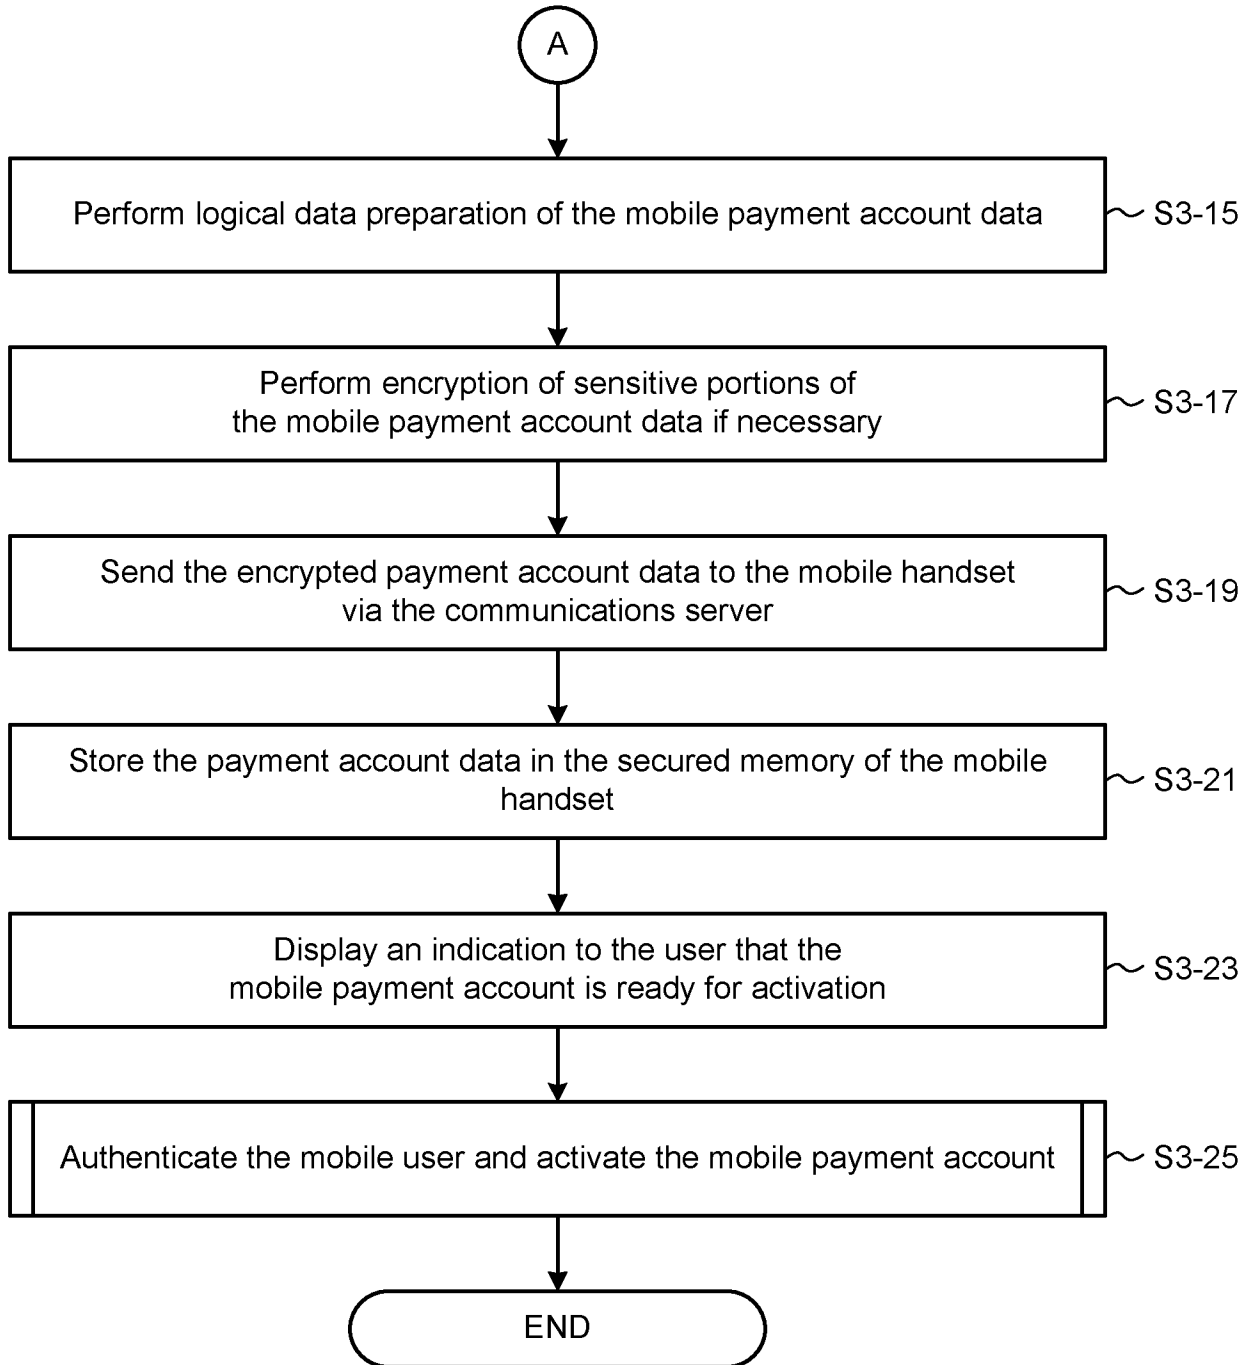 A
Perform logical data preparation of the mobile payment account data
S3-15
Perform encryption of sensitive portions of
the mobile payment account data if necessary
S3-17
Send the encrypted payment account data to the mobile handset
via the communications server
S3-19
Store the payment account data in the secured memory of the mobile
handset
S3-21
Display an indication to the user that the
mobile payment account is ready for activation
S3-23
Authenticate the mobile user and activate the mobile payment account
S3-25
END